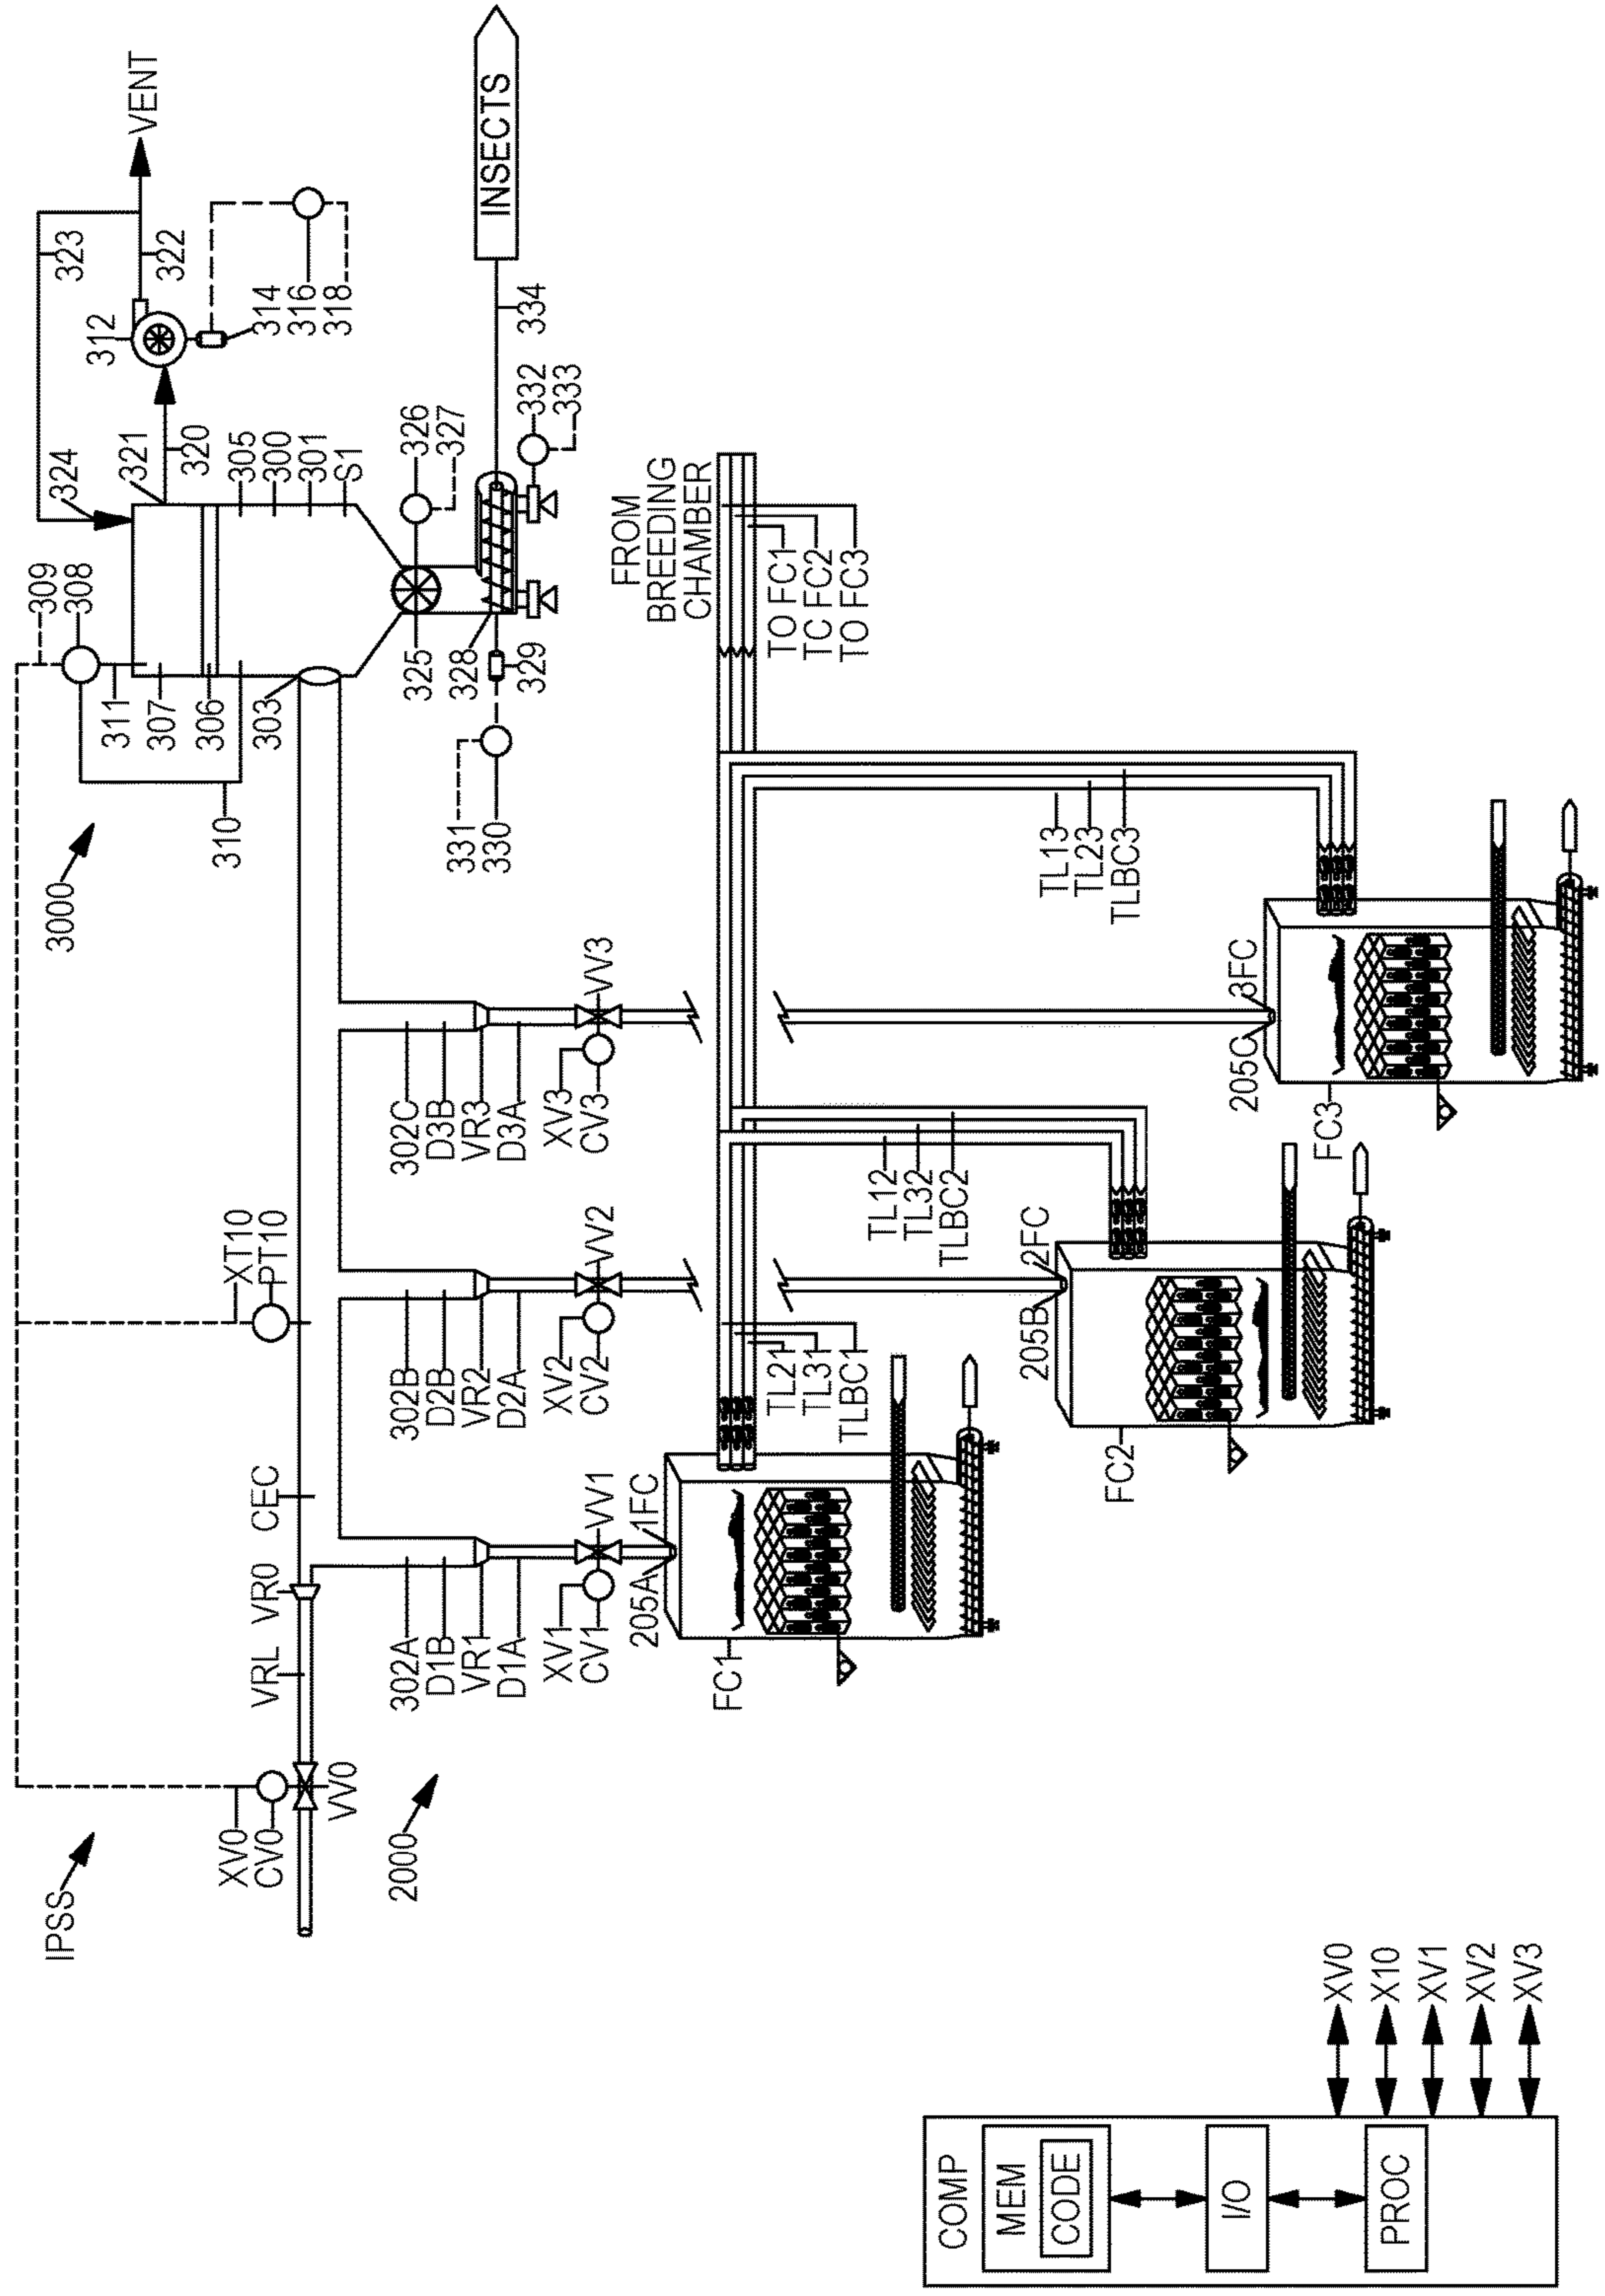 IPSS
3000
2000
XV0
CV0
VV0
VRL
VR0
CEC
XT10
PT10
309
308
311
307
306
303
310
324
321
320
305
300
301
S1
323
322
312
314
316
318
VENT
325
326
327
328
329
331
330
332
333
334
INSECTS
302A
D1B
VR1
D1A
XV1
CV1
VV1
302B
D2B
VR2
D2A
XV2
CV2
VV2
302C
D3B
VR3
D3A
XV3
CV3
VV3
FROM
BREEDING
CHAMBER
TO FC1
TC FC2
TO FC3
205A
1FC
FC1
TL21
TL31
TLBC1
205B
2FC
FC2
TL12
TL32
TLBC2
205C
3FC
FC3
TL13
TL23
TLBC3
COMP
MEM
CODE
I/O
PROC
XV0
X10
XV1
XV2
XV3